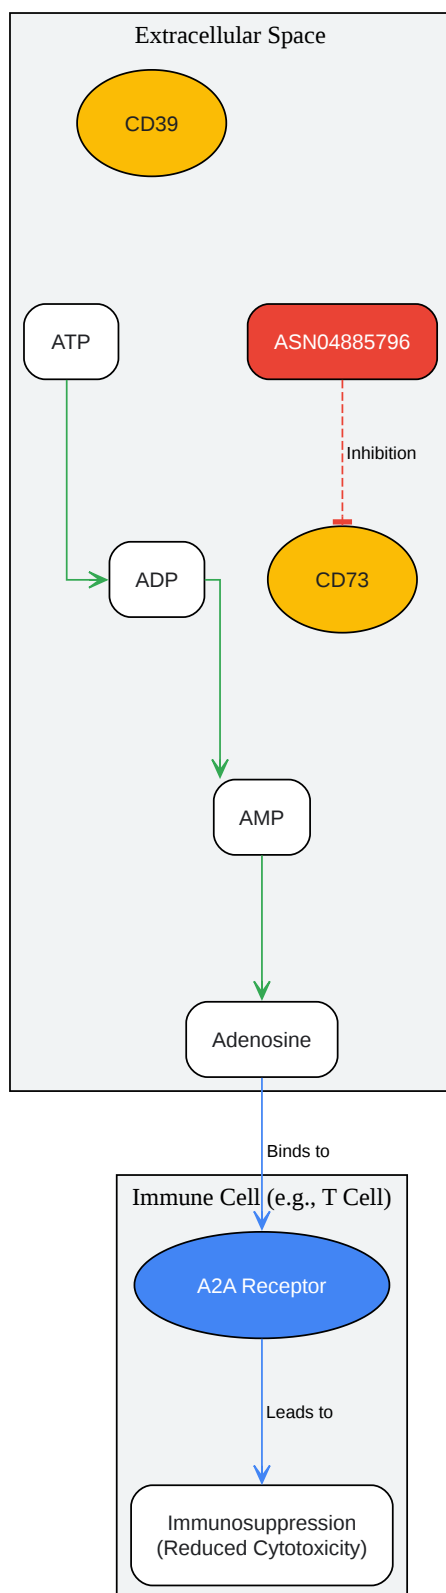 Extracellular Space
CD39
ATP
ASN04885796
Inhibition
ADP
CD73
AMP
Adenosine
Binds to
Immune Cell (e.g., T Cell)
A2A Receptor
Leads to
Immunosuppression
(Reduced Cytotoxicity)